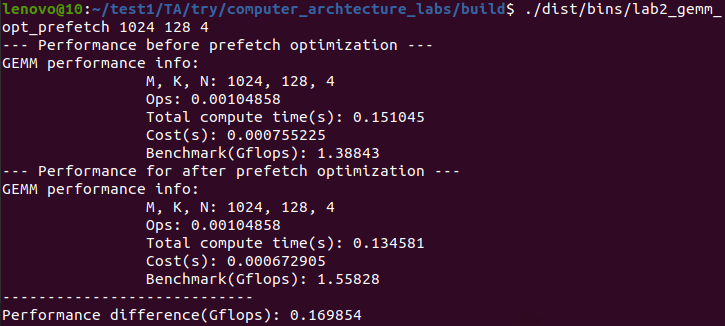 lenovo@10:~/test1/TA/try/computer_archtecture_labs/build$ ./dist/bins/lab2_gemm_
opt_prefetch 1024 128 4
--- Performance before prefetch optimization ---
GEMM performance info:
M, K, N: 1024, 128, 4
Ops: 0.00104858
Total compute time(s): 0.151045
Cost(s): 0.000755225
Benchmark(Gflops): 1.38843
--- Performance for after prefetch optimization ---
GEMM performance info:
M, K, N: 1024, 128, 4
Ops: 0.00104858
Total compute time(s): 0.134581
Cost(s): 0.000672905
Benchmark(Gflops): 1.55828
----------------------------
Performance difference(Gflops): 0.169854